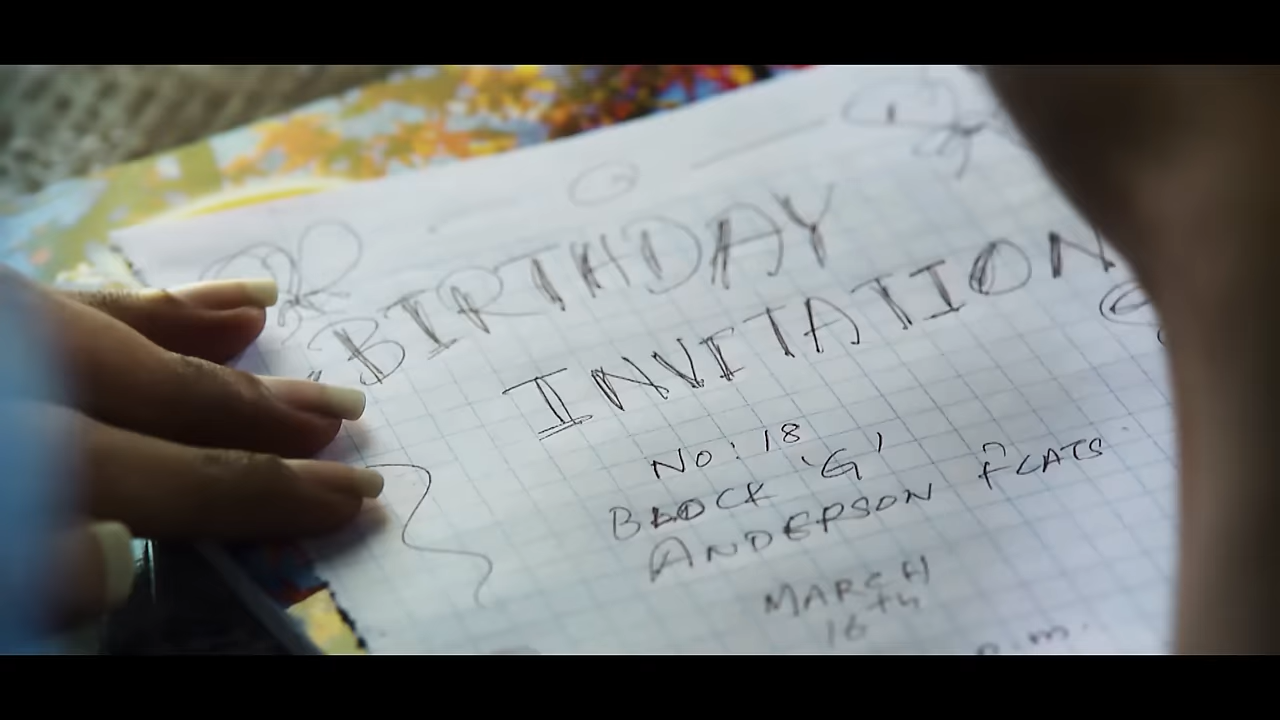 BIRTHDAY
INVITATION
No: 18
BLOCK 'G'
ANDERSON FLATS
MARCH
16th
p.m.